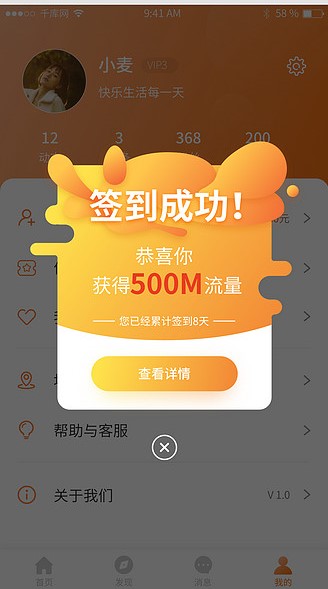 千库网
9:41 AM
58 %
小麦
VIP3
快乐生活每一天
12
3
368
200
签到成功!
恭喜你
获得500M流量
您已经累计签到8天
查看详情
帮助与客服
关于我们
V 1.0
首页
发现
消息
我的